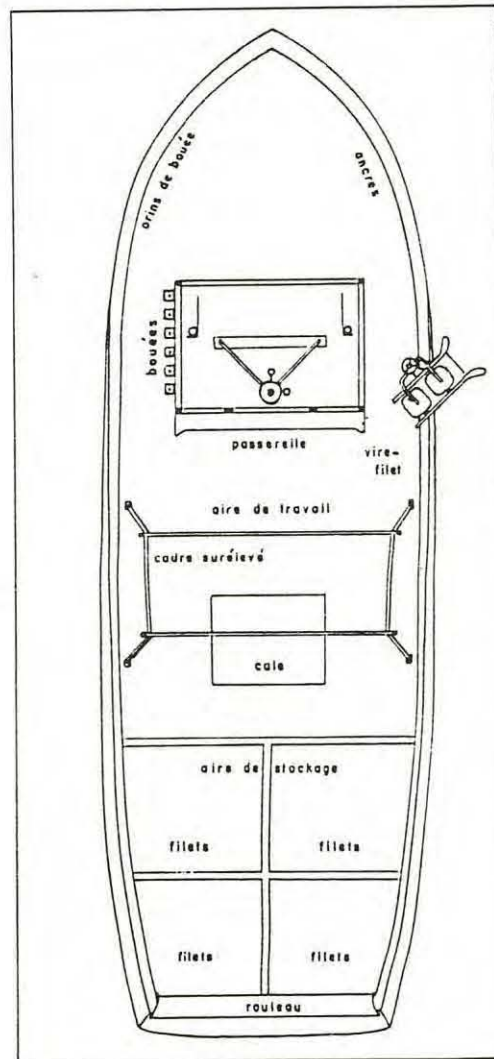 orins de bouée
ancres
bouées
passerelle
vire-
filet
aire de travail
cadre surélevé
cale
aire de stockage
filets
filets
filets
filets
rouleau